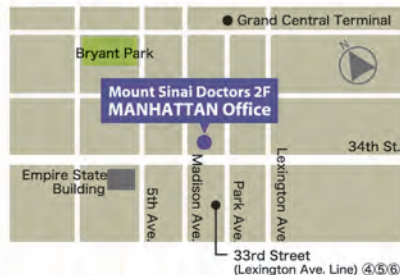 Grand Central Terminal
N
Bryant Park
Mount Sinai Doctors 2F
MANHATTAN Office
34th St.
Empire State
Building
5th Ave.
Madison Ave.
Park Ave.
Lexington Ave
33rd Street
(Lexington Ave. Line) ④⑤⑥